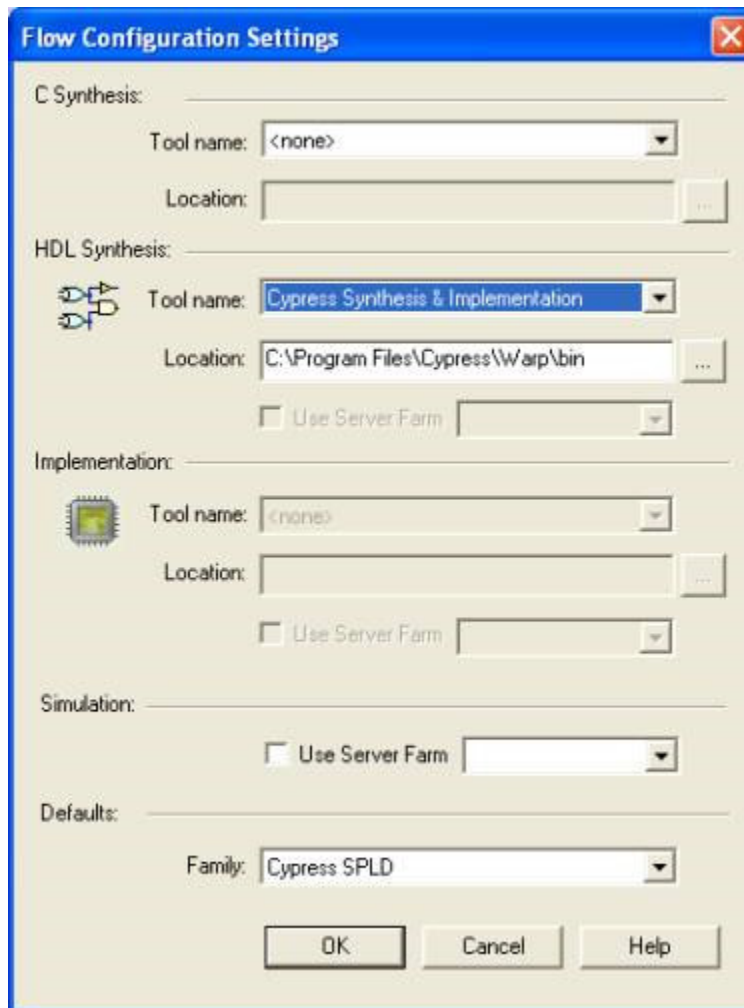 Flow Configuration Settings
C Synthesis:
Tool name: <none>
Location: ...
HDL Synthesis:
Tool name: Cypress Synthesis & Implementation
Location: C:\Program Files\Cypress\Warp\bin ...
Use Server Farm
Implementation:
Tool name: <none>
Location: ...
Use Server Farm
Simulation:
Use Server Farm
Defaults:
Family: Cypress SPLD
OK Cancel Help